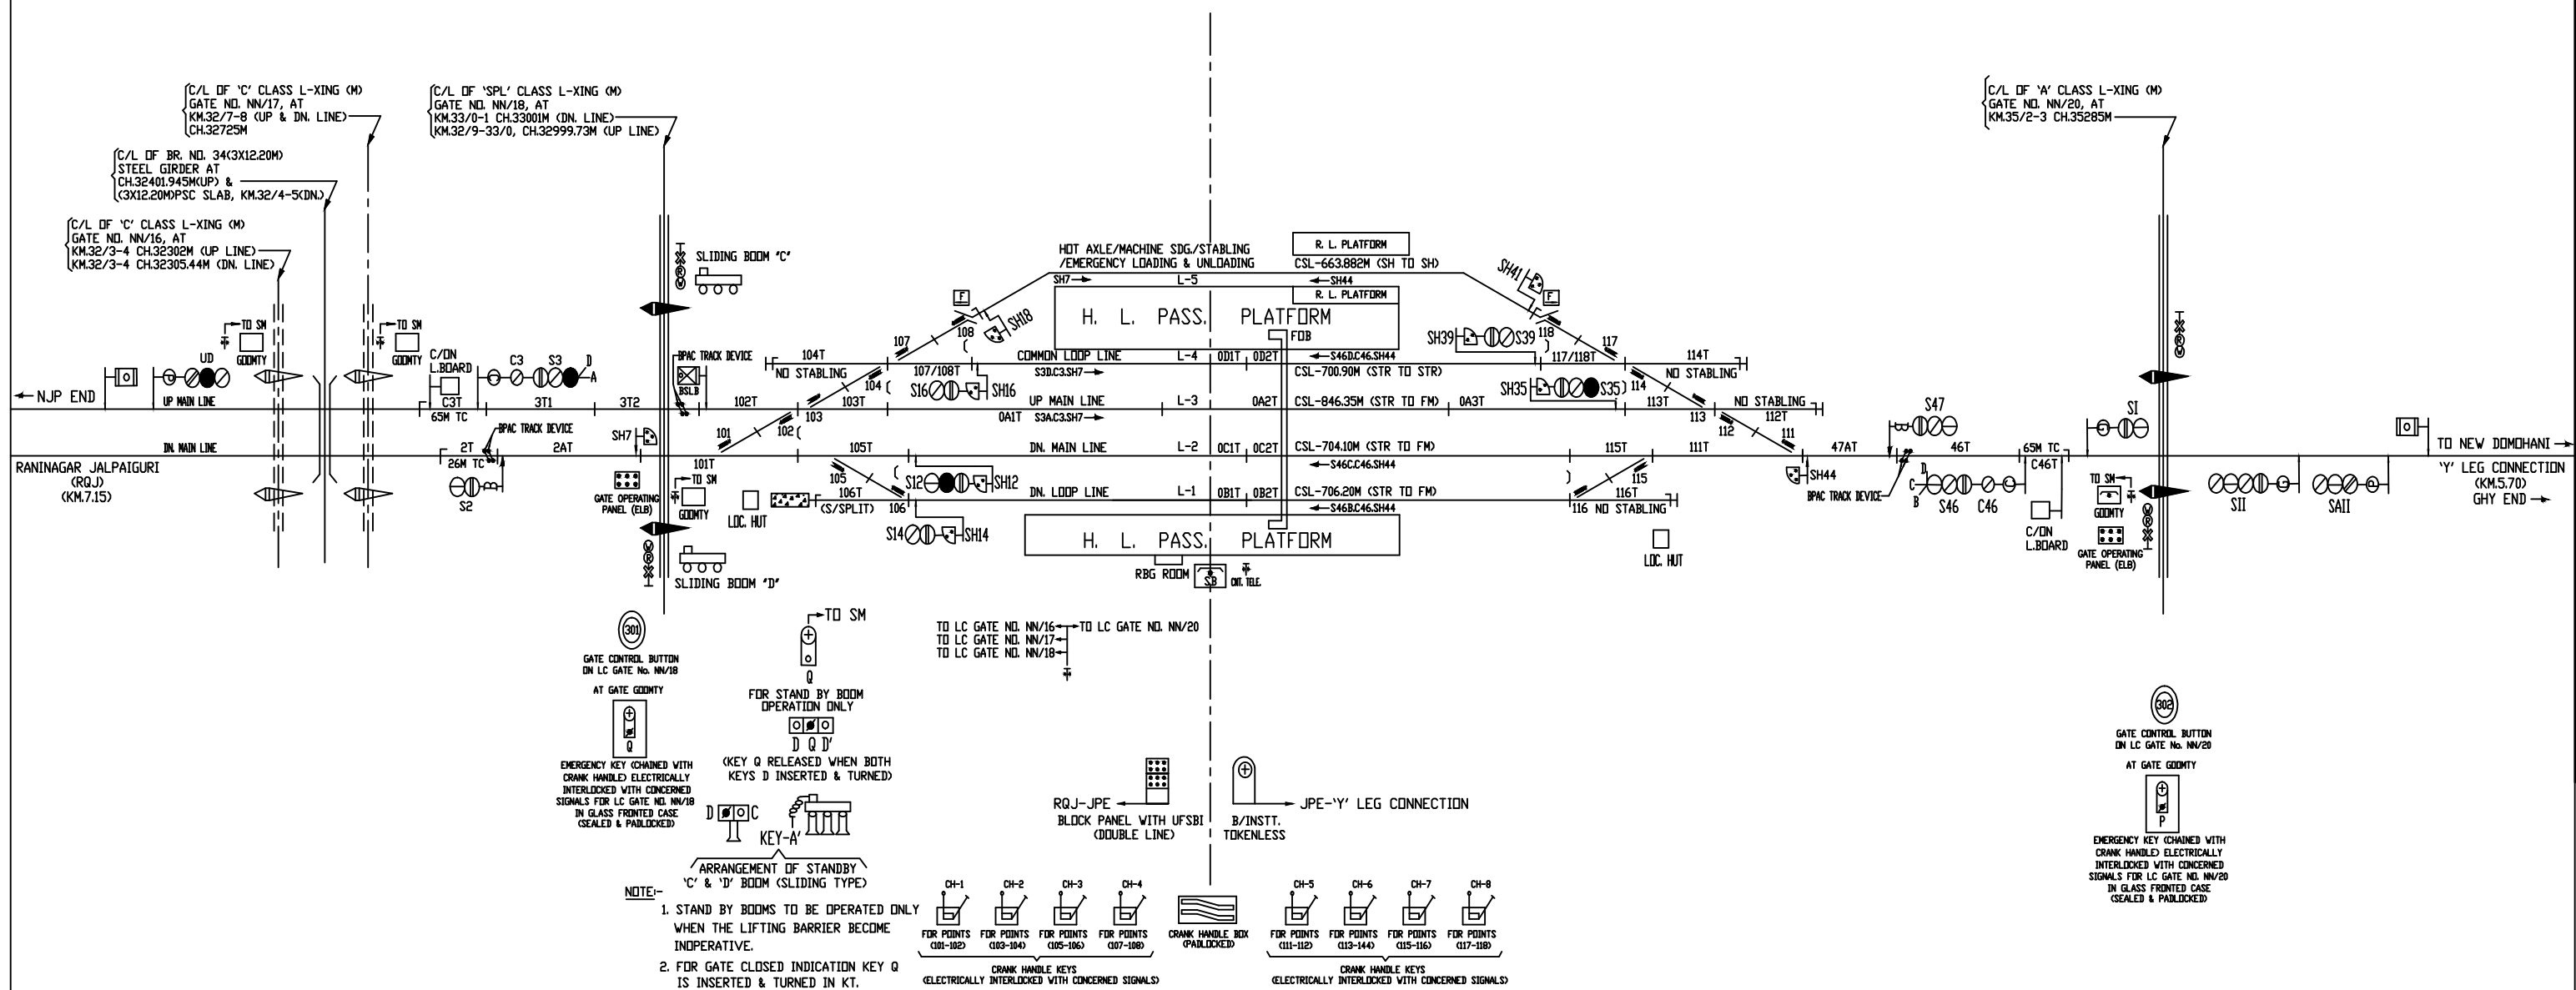 C/L OF 'C' CLASS L-XING (M)
GATE NO. NN/17, AT
KM.32/7-8 (UP & DN. LINE)
CH.32725M
C/L OF 'SPL' CLASS L-XING (M)
GATE NO. NN/18, AT
KM.33/0-1 CH.33001M (DN. LINE)
KM.32/9-33/0, CH.32999.73M (UP LINE)
C/L OF 'A' CLASS L-XING (M)
GATE NO. NN/20, AT
KM.35/2-3 CH.35285M
C/L OF BR. NO. 34(3X12.20M)
STEEL GIRDER AT
CH.32401.945M(UP) &
(3X12.20M)PSC SLAB, KM.32/4-5(DN.)
C/L OF 'C' CLASS L-XING (M)
GATE NO. NN/16, AT
KM.32/3-4 CH.32302M (UP LINE)
KM.32/3-4 CH.32305.44M (DN. LINE)
SLIDING BOOM "C"
R
W
HOT AXLE/MACHINE SDG./STABLING
/EMERGENCY LOADING & UNLOADING
R. L. PLATFORM
CSL-663.882M (SH TO SH)
SH7
L-5
SH44
R. L. PLATFORM
SH41
F
F
H. L. PASS. PLATFORM
FOB
SH18
108
107
SH39
S39
118
117
TO SM
GOOMTY
TO SM
GOOMTY
UD
P
C/ON
L.BOARD
C
C3
S3
D
A
BPAC TRACK DEVICE
BSLB
104T
NO STABLING
COMMON LOOP LINE
L-4
0D1T
0D2T
S46D.C46.SH44
117/118T
114T
NO STABLING
107/108T
S3D.C3.SH7
CSL-700.90M (STR TO STR)
104
S16
SH16
SH35
S35
114
NJP END
UP MAIN LINE
C3T
65M TC
3T1
3T2
102T
103T
103
UP MAIN LINE
L-3
0A1T
S3A.C3.SH7
0A2T
CSL-846.35M (STR TO FM)
0A3T
113T
113
NO STABLING
112T
112
101
102
SH7
BPAC TRACK DEVICE
DN. MAIN LINE
2T
26M TC
2AT
101T
105T
DN. MAIN LINE
L-2
0C1T
0C2T
CSL-704.10M (STR TO FM)
S46C.C46.SH44
115T
111T
111
47AT
S47
46T
65M TC
C46T
SI
TO NEW DOMOHANI
'Y' LEG CONNECTION
(KM.5.70)
GHY END
RANINAGAR JALPAIGURI
(RQJ)
(KM.7.15)
S2
GATE OPERATING
PANEL (ELB)
TO SM
GOOMTY
LOC. HUT
105
106T
(S/SPLIT)
106
S12
SH12
DN. LOOP LINE
L-1
0B1T
0B2T
CSL-706.20M (STR TO FM)
S46B.C46.SH44
115
116T
116
NO STABLING
SH44
BPAC TRACK DEVICE
D
C
B
S46
C46
C/ON
L.BOARD
TO SM
GOOMTY
GATE OPERATING
PANEL (ELB)
W
R
SII
SAII
S14
SH14
H. L. PASS. PLATFORM
RBG ROOM
SB
CNT. TELE.
LOC. HUT
W
R
SLIDING BOOM "D"
301
GATE CONTROL BUTTON
ON LC GATE No. NN/18
AT GATE GOOMTY
Q
EMERGENCY KEY (CHAINED WITH
CRANK HANDLE) ELECTRICALLY
INTERLOCKED WITH CONCERNED
SIGNALS FOR LC GATE NO. NN/18
IN GLASS FRONTED CASE
(SEALED & PADLOCKED)
TO SM
Q
FOR STAND BY BOOM
OPERATION ONLY
D Q D'
(KEY Q RELEASED WHEN BOTH
KEYS D INSERTED & TURNED)
D
C
KEY-A'
ARRANGEMENT OF STANDBY
'C' & 'D' BOOM (SLIDING TYPE)
TO LC GATE NO. NN/16
TO LC GATE NO. NN/17
TO LC GATE NO. NN/18
TO LC GATE NO. NN/20
RQJ-JPE
BLOCK PANEL WITH UFSBI
(DOUBLE LINE)
JPE-'Y' LEG CONNECTION
B/INSTT.
TOKENLESS
302
GATE CONTROL BUTTON
ON LC GATE No. NN/20
AT GATE GOOMTY
P
EMERGENCY KEY (CHAINED WITH
CRANK HANDLE) ELECTRICALLY
INTERLOCKED WITH CONCERNED
SIGNALS FOR LC GATE NO. NN/20
IN GLASS FRONTED CASE
(SEALED & PADLOCKED)
NOTE:-
1. STAND BY BOOMS TO BE OPERATED ONLY
WHEN THE LIFTING BARRIER BECOME
INOPERATIVE.
2. FOR GATE CLOSED INDICATION KEY Q
IS INSERTED & TURNED IN KT.
CH-1
FOR POINTS
(101-102)
CH-2
FOR POINTS
(103-104)
CH-3
FOR POINTS
(105-106)
CH-4
FOR POINTS
(107-108)
CRANK HANDLE KEYS
(ELECTRICALLY INTERLOCKED WITH CONCERNED SIGNALS)
CRANK HANDLE BOX
(PADLOCKED)
CH-5
FOR POINTS
(111-112)
CH-6
FOR POINTS
(113-144)
CH-7
FOR POINTS
(115-116)
CH-8
FOR POINTS
(117-118)
CRANK HANDLE KEYS
(ELECTRICALLY INTERLOCKED WITH CONCERNED SIGNALS)